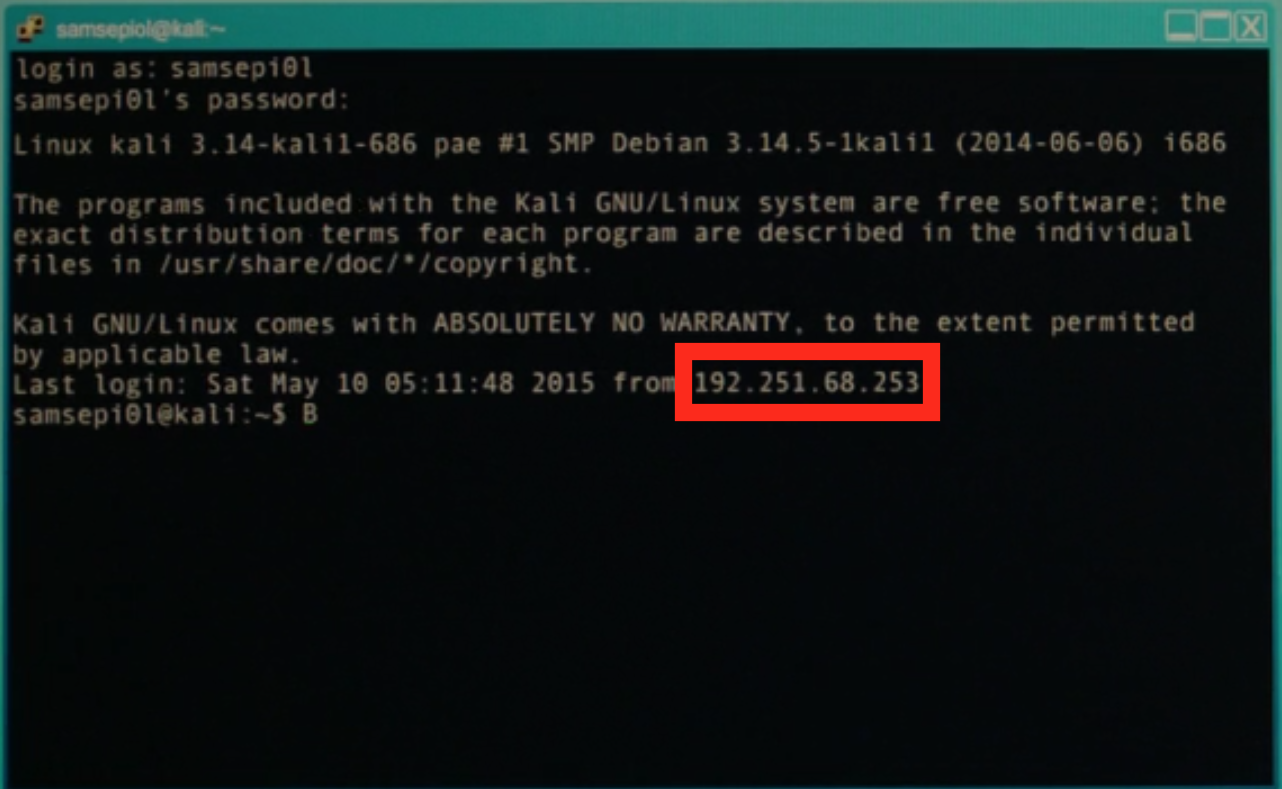 samsepiol@kali:~
login as: samsepi0l
samsepi0l's password:
Linux kali 3.14-kali1-686 pae #1 SMP Debian 3.14.5-1kali1 (2014-06-06) i686
The programs included with the Kali GNU/Linux system are free software; the
exact distribution terms for each program are described in the individual
files in /usr/share/doc/*/copyright.
Kali GNU/Linux comes with ABSOLUTELY NO WARRANTY, to the extent permitted
by applicable law.
Last login: Sat May 10 05:11:48 2015 from 192.251.68.253
samsepi0l@kali:~$ B